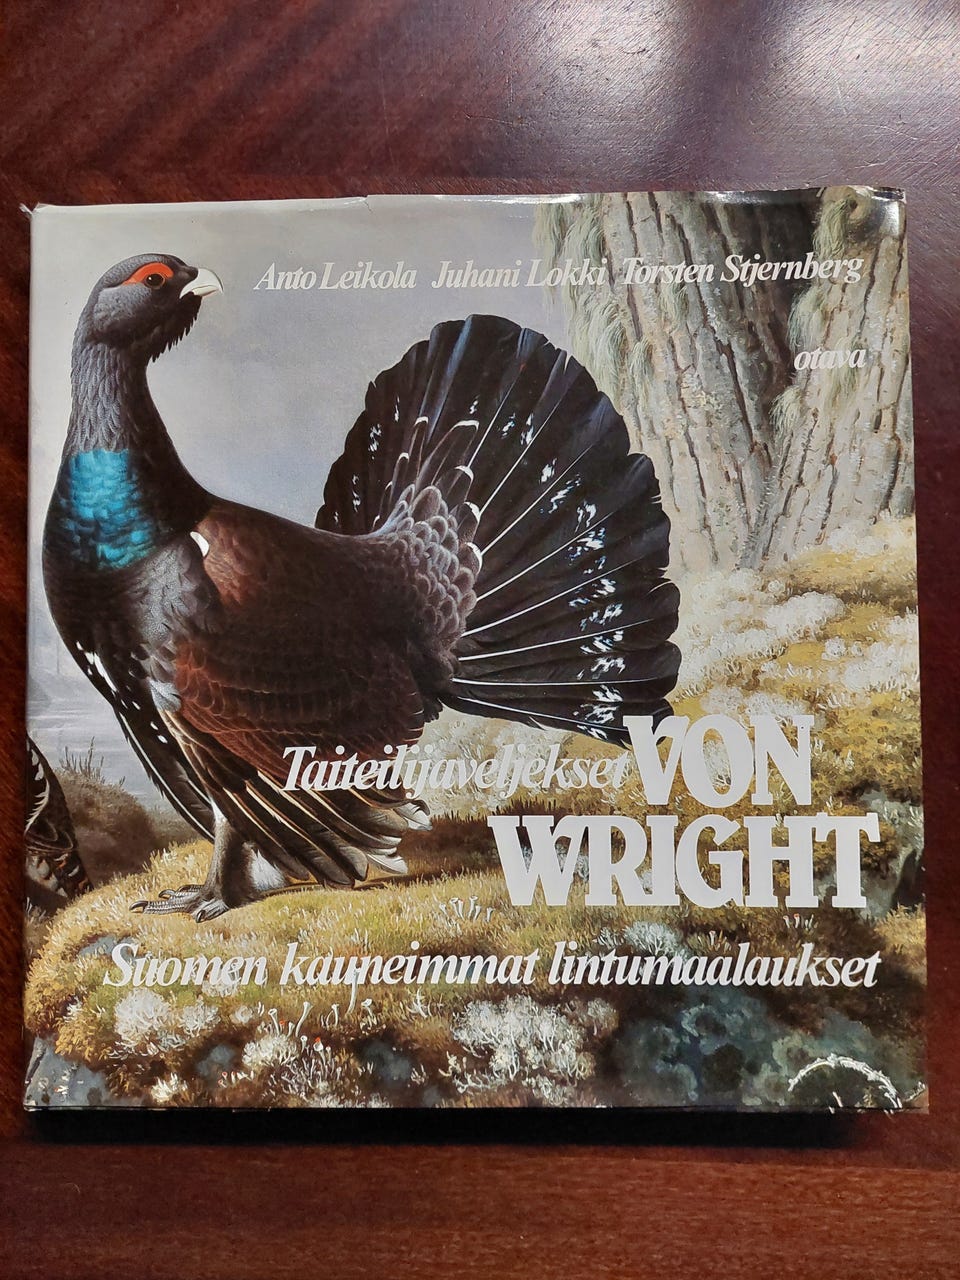 Anto Leikola Juhani Lokki Torsten Stjernberg
otava
Taiteilijaveljekset VON
WRIGHT
Suomen kauneimmat lintumaalaukset